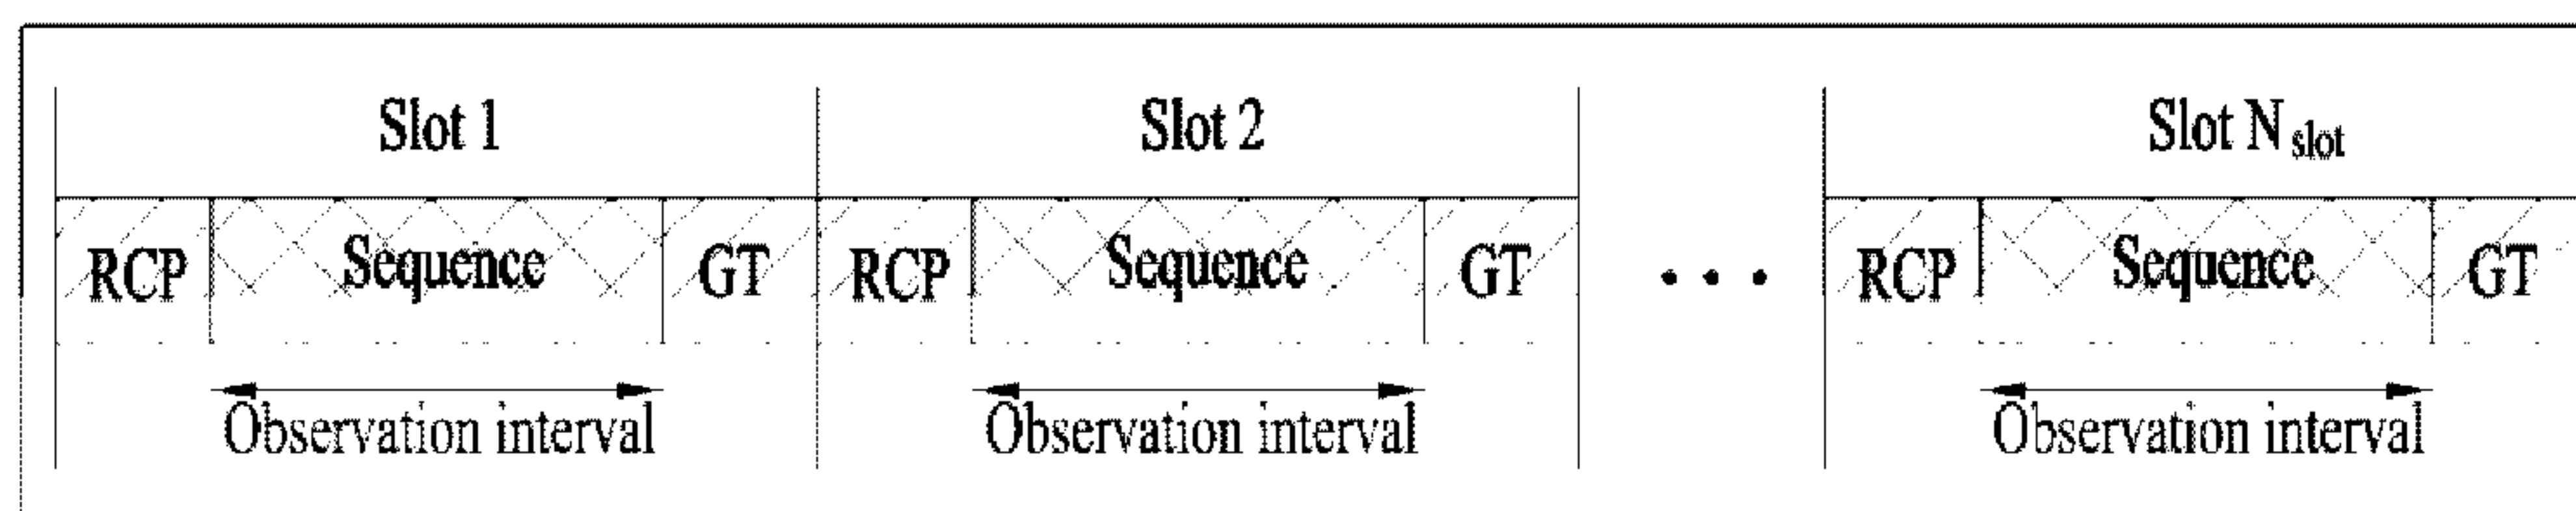 Slot 1 Slot 2 Slot N slot
RCP Sequence GT RCP Sequence GT ... RCP Sequence GT
Observation interval Observation interval Observation interval